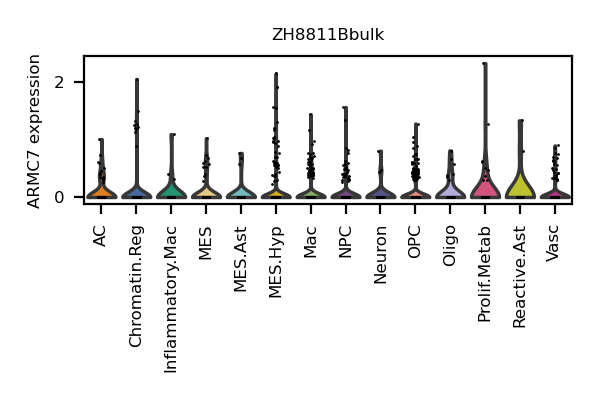 ZH8811Bbulk
ARMC7 expression
2
0
AC
Chromatin.Reg
Inflammatory.Mac
MES
MES.Ast
MES.Hyp
Mac
NPC
Neuron
OPC
Oligo
Prolif.Metab
Reactive.Ast
Vasc